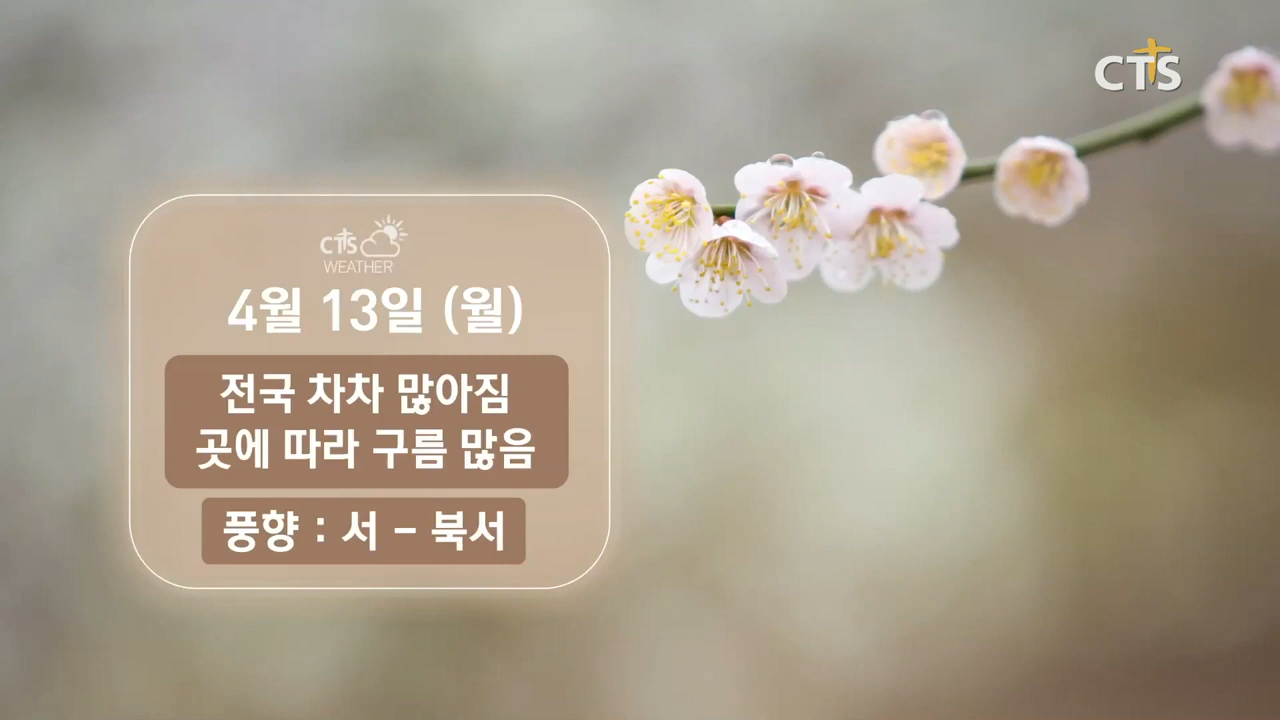 CTS
CTS
WEATHER
4월 13일 (월)
전국 차차 많아짐
곳에 따라 구름 많음
풍향 : 서 - 북서